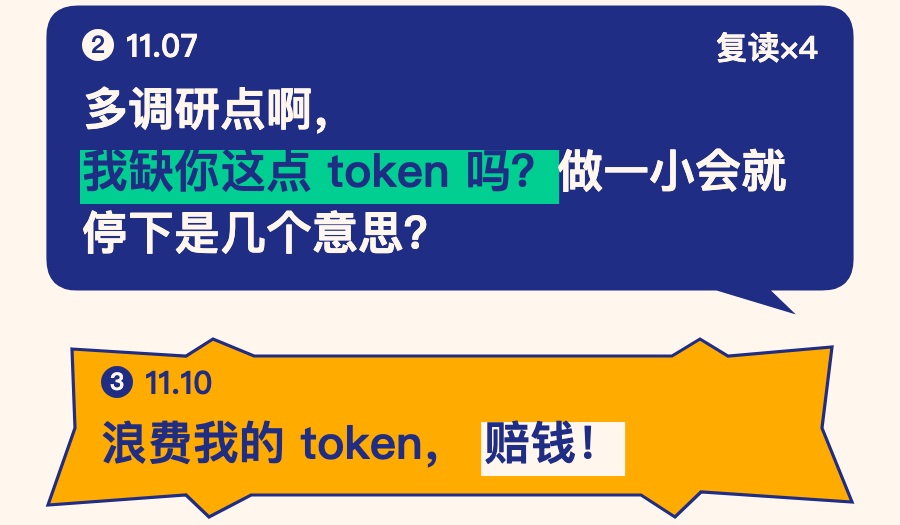 2 11.07
复读×4
多调研点啊，
我缺你这点 token 吗？做一小会就
停下是几个意思？
3 11.10
浪费我的 token， 赔钱！